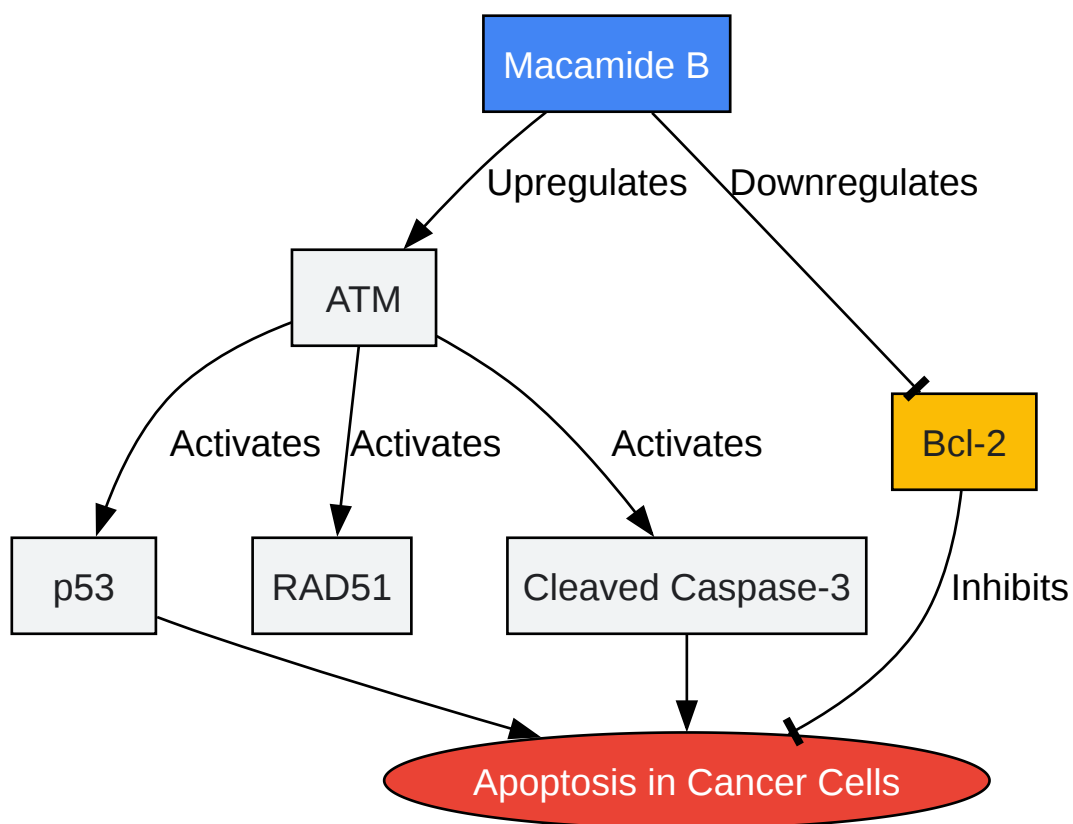 Macamide B
Upregulates
Downregulates
ATM
Activates
Activates
Activates
Bcl-2
p53
RAD51
Cleaved Caspase-3
Inhibits
Apoptosis in Cancer Cells